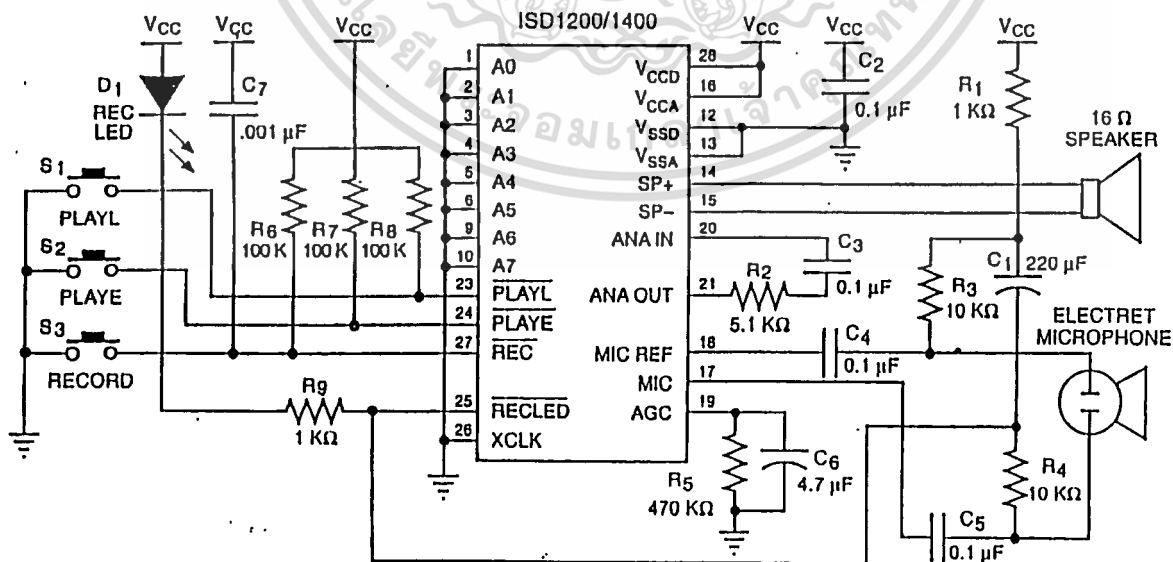 ISD1200/1400
VCC
VCC
VCC
VCC
VCC
VCC
D1
REC
LED
C7
.001 µF
S1
PLAYL
S2
PLAYE
S3
RECORD
R6
100 K
R7
100 K
R8
100 K
R9
1 KΩ
1 A0
2 A1
3 A2
4 A3
5 A4
6 A5
9 A6
10 A7
23 PLAYL
24 PLAYE
27 REC
25 RECLED
26 XCLK
VCCD 28
VCCA 16
VSSD 12
VSSA 13
SP+ 14
SP- 15
ANA IN 20
ANA OUT 21
MIC REF 18
MIC 17
AGC 19
C2
0.1 µF
R1
1 KΩ
16 Ω
SPEAKER
C3
0.1 µF
R2
5.1 KΩ
R3
10 KΩ
C1 220 µF
C4
0.1 µF
ELECTRET
MICROPHONE
R5
470 KΩ
C6
4.7 µF
R4
10 KΩ
C5
0.1 µF